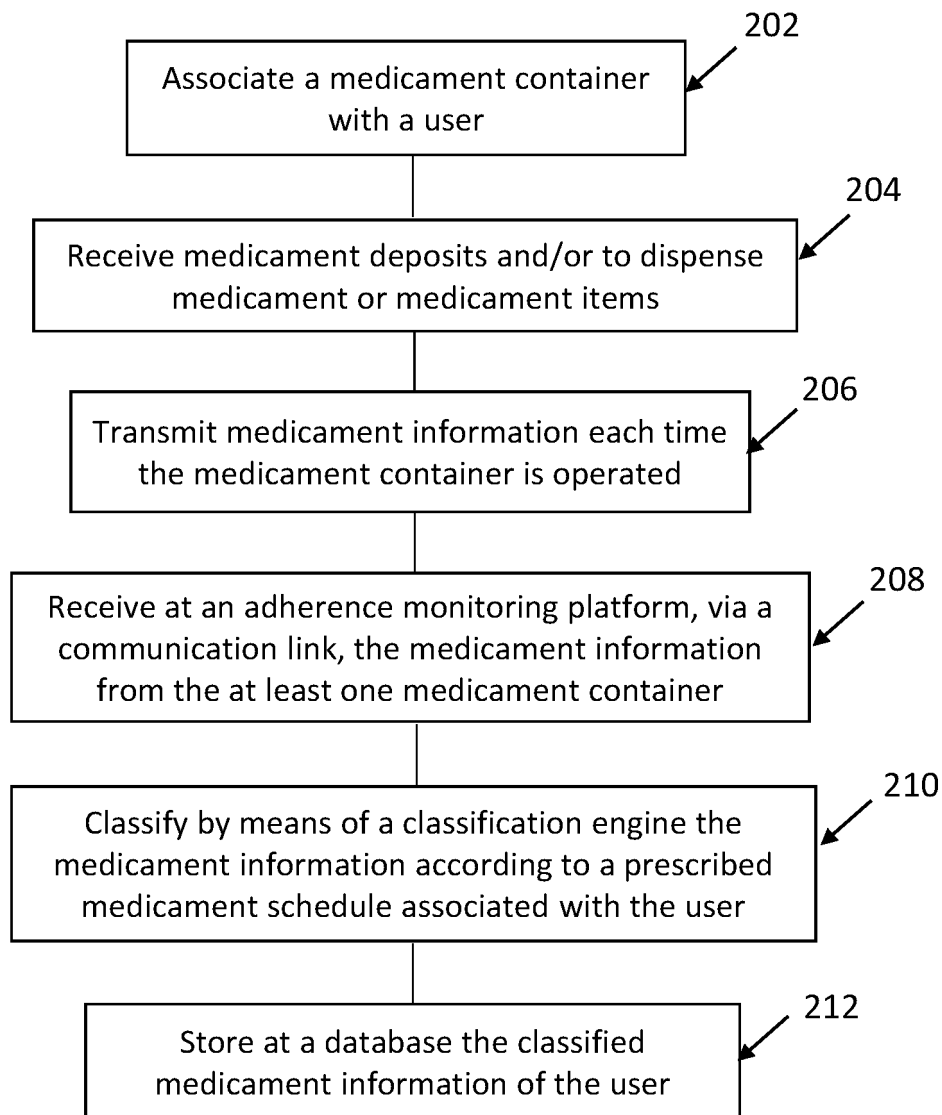 202
Associate a medicament container
with a user
204
Receive medicament deposits and/or to dispense
medicament or medicament items
206
Transmit medicament information each time
the medicament container is operated
208
Receive at an adherence monitoring platform, via a
communication link, the medicament information
from the at least one medicament container
210
Classify by means of a classification engine the
medicament information according to a prescribed
medicament schedule associated with the user
212
Store at a database the classified
medicament information of the user